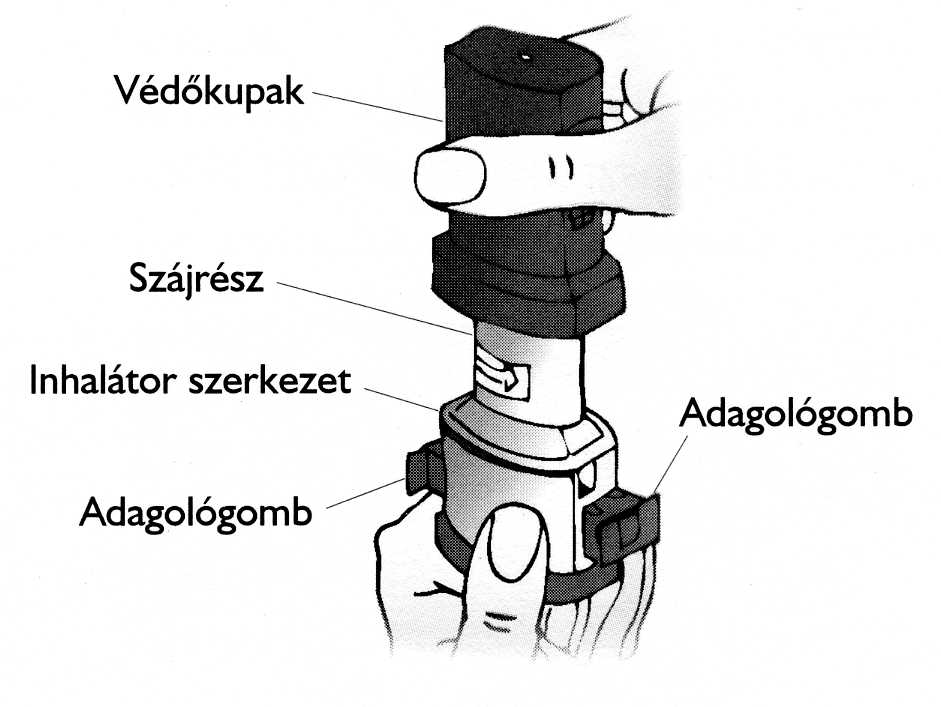 Védőkupak
Szájrész
Inhalátor szerkezet
Adagológomb
Adagológomb